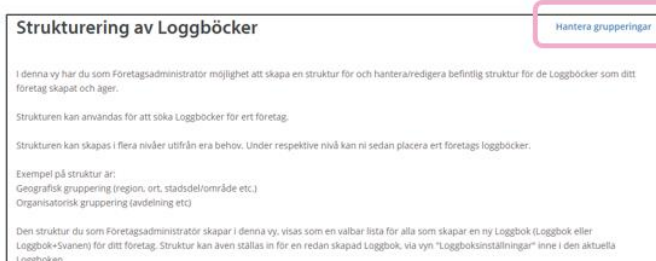 Strukturering av Loggböcker
Hantera grupperingar
I denna vy har du som Företagsadministratör möjlighet att skapa en struktur för och hantera/redigera befintlig struktur för de Loggböcker som ditt
företag skapat och äger.
Strukturen kan användas för att söka Loggböcker för ert företag.
Strukturen kan skapas i flera nivåer utifrån era behov. Under respektive nivå kan ni sedan placera ert företags loggböcker.
Exempel på struktur är:
Geografisk gruppering (region, ort, stadsdel/område etc.)
Organisatorisk gruppering (avdelning etc)
Den struktur du som Företagsadministratör skapar i denna vy, visas som en valbar lista för alla som skapar en ny Loggbok (Loggbok eller
Loggbok+Svanen) för ditt företag. Struktur kan även ställas in för en redan skapad Loggbok, via vyn "Loggboksinställningar" inne i den aktuella
Loggboken